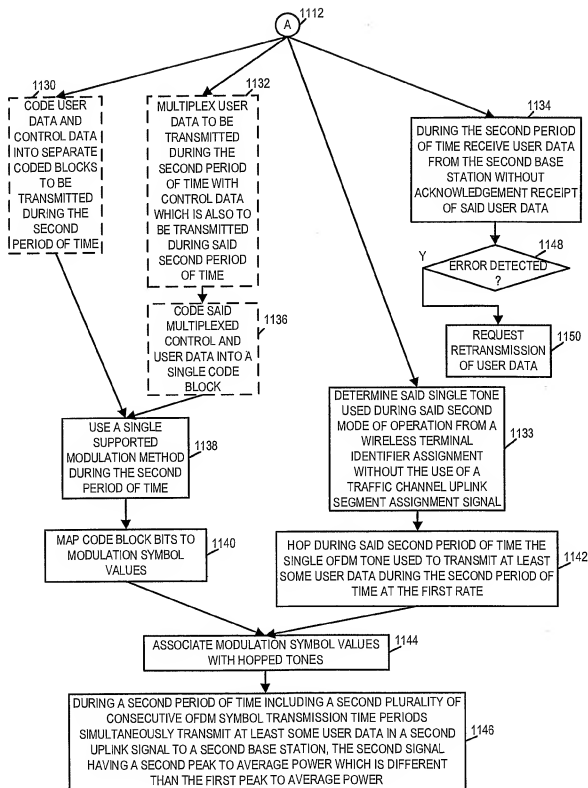 A
1112
1130
CODE USER
DATA AND
CONTROL DATA
INTO SEPARATE
CODED BLOCKS
TO BE
TRANSMITTED
DURING THE
SECOND
PERIOD OF TIME
1132
MULTIPLEX USER
DATA TO BE
TRANSMITTED
DURING THE
SECOND PERIOD
OF TIME WITH
CONTROL DATA
WHICH IS ALSO TO
BE TRANSMITTED
DURING SAID
SECOND PERIOD
OF TIME
1134
DURING THE SECOND PERIOD
OF TIME RECEIVE USER DATA
FROM THE SECOND BASE
STATION WITHOUT
ACKNOWLEDGEMENT RECEIPT
OF SAID USER DATA
1148
Y
ERROR DETECTED
?
1150
REQUEST
RETRANSMISSION
OF USER DATA
1136
CODE SAID
MULTIPLEXED
CONTROL AND
USER DATA INTO A
SINGLE CODE
BLOCK
1133
DETERMINE SAID SINGLE TONE
USED DURING SAID SECOND
MODE OF OPERATION FROM A
WIRELESS TERMINAL
IDENTIFIER ASSIGNMENT
WITHOUT THE USE OF A
TRAFFIC CHANNEL UPLINK
SEGMENT ASSIGNMENT SIGNAL
USE A SINGLE
SUPPORTED
MODULATION METHOD
DURING THE SECOND
PERIOD OF TIME
1138
MAP CODE BLOCK BITS TO
MODULATION SYMBOL
VALUES
1140
HOP DURING SAID SECOND PERIOD OF TIME THE
SINGLE OFDM TONE USED TO TRANSMIT AT LEAST
SOME USER DATA DURING THE SECOND PERIOD OF
TIME AT THE FIRST RATE
1142
ASSOCIATE MODULATION SYMBOL VALUES
WITH HOPPED TONES
1144
DURING A SECOND PERIOD OF TIME INCLUDING A SECOND PLURALITY OF
CONSECUTIVE OFDM SYMBOL TRANSMISSION TIME PERIODS
SIMULTANEOUSLY TRANSMIT AT LEAST SOME USER DATA IN A SECOND
UPLINK SIGNAL TO A SECOND BASE STATION, THE SECOND SIGNAL
HAVING A SECOND PEAK TO AVERAGE POWER WHICH IS DIFFERENT
THAN THE FIRST PEAK TO AVERAGE POWER
1146